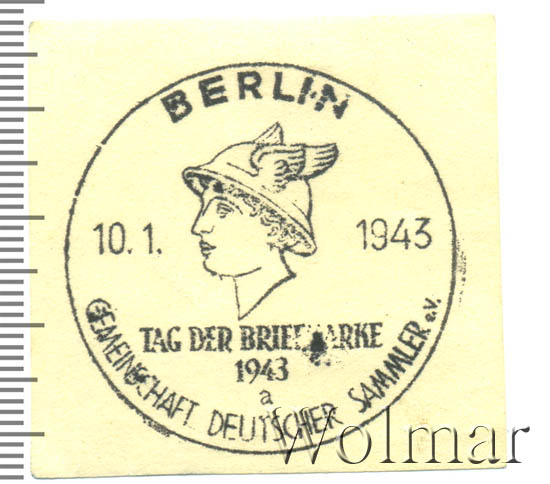 BERLIN
10.1. 1943
TAG DER BRIEFMARKE
1943
a
GEMEINSCHAFT DEUTSCHER SAMMLER e.V.
Wolmar